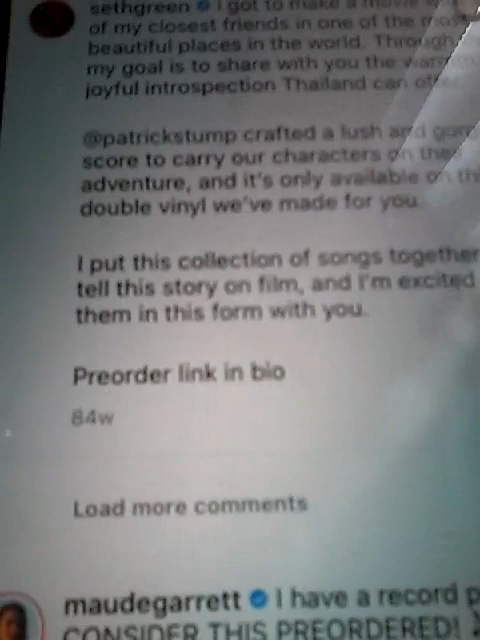 sethgreen I got to make a movie
of my closest friends in one of the most
beautiful places in the world. Through
my goal is to share with you the
joyful introspection Thailand can
@patrickstump crafted a lush and
score to carry our characters on
adventure, and it's only available on
double vinyl we've made for you.
I put this collection of songs together
tell this story on film, and I'm excited
them in this form with you.
Preorder link in bio
84w
Load more comments
maudegarrett I have a record
CONSIDER THIS PREORDERED!